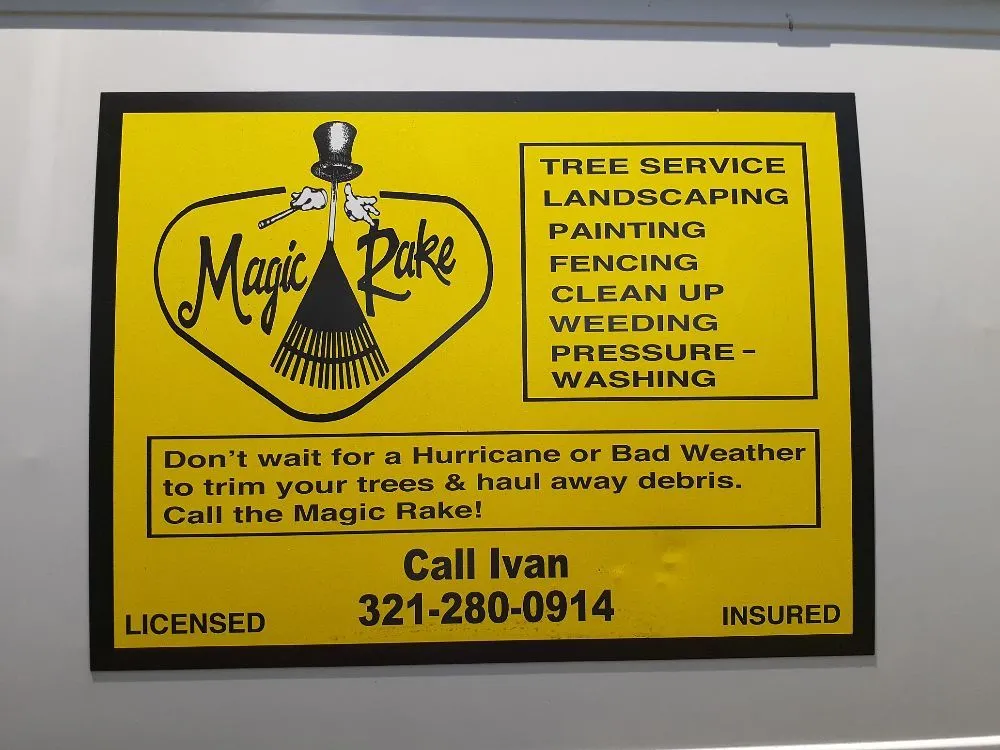 Magic Rake
TREE SERVICE
LANDSCAPING
PAINTING
FENCING
CLEAN UP
WEEDING
PRESSURE-
WASHING
Don't wait for a Hurricane or Bad Weather
to trim your trees & haul away debris.
Call the Magic Rake!
Call Ivan
321-280-0914
LICENSED
INSURED